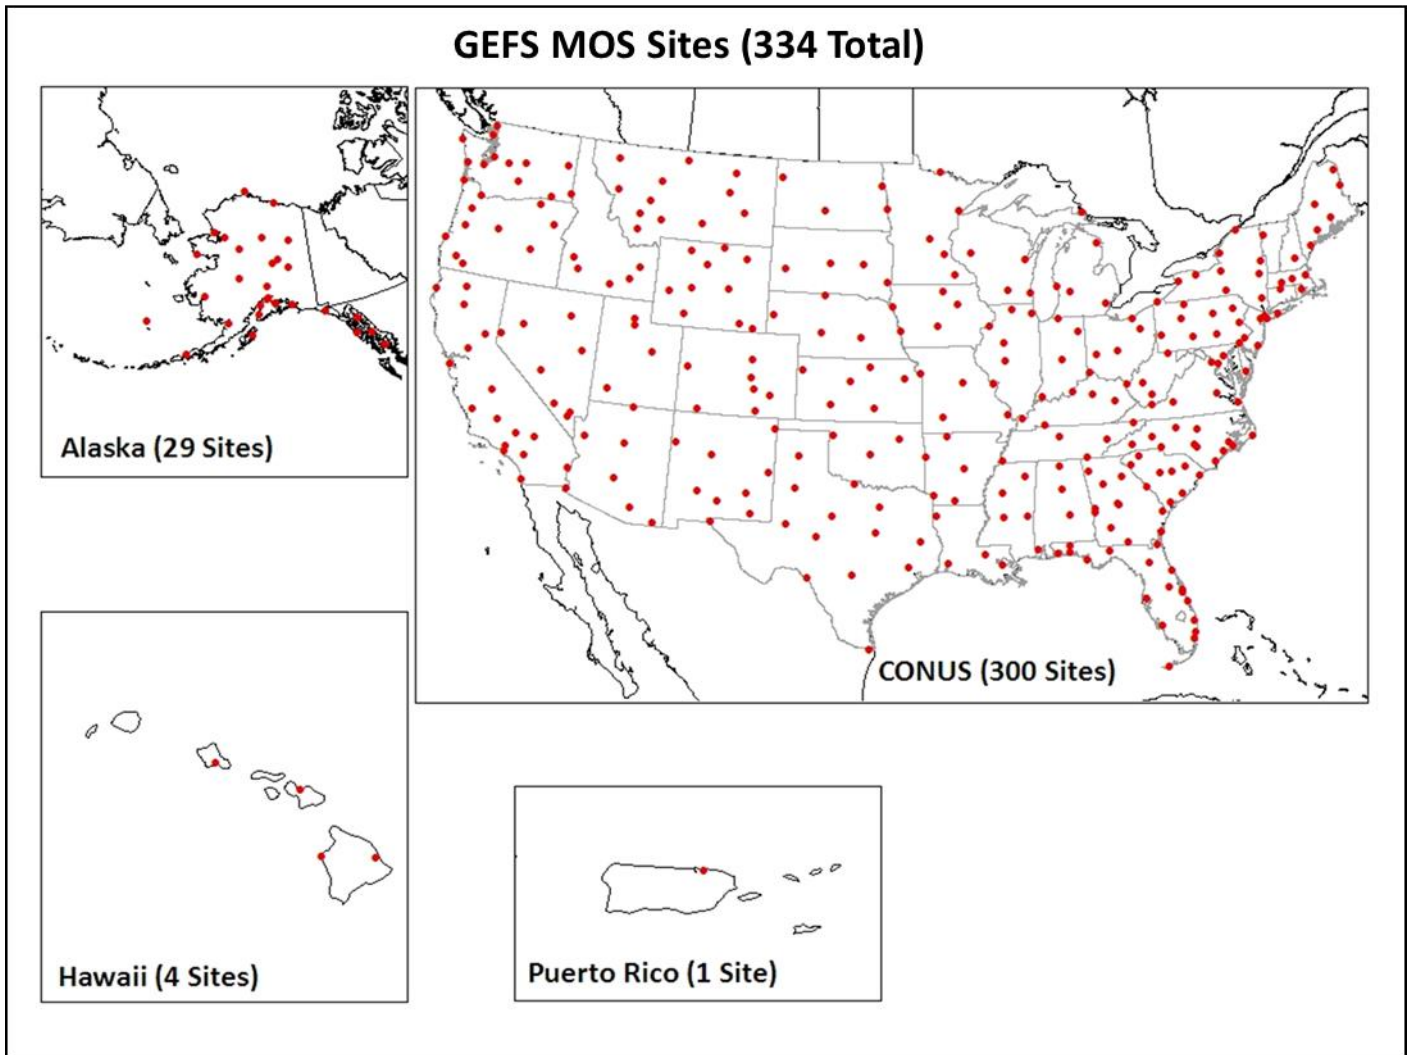 GEFS MOS Sites (334 Total)
Alaska (29 Sites)
CONUS (300 Sites)
Hawaii (4 Sites)
Puerto Rico (1 Site)